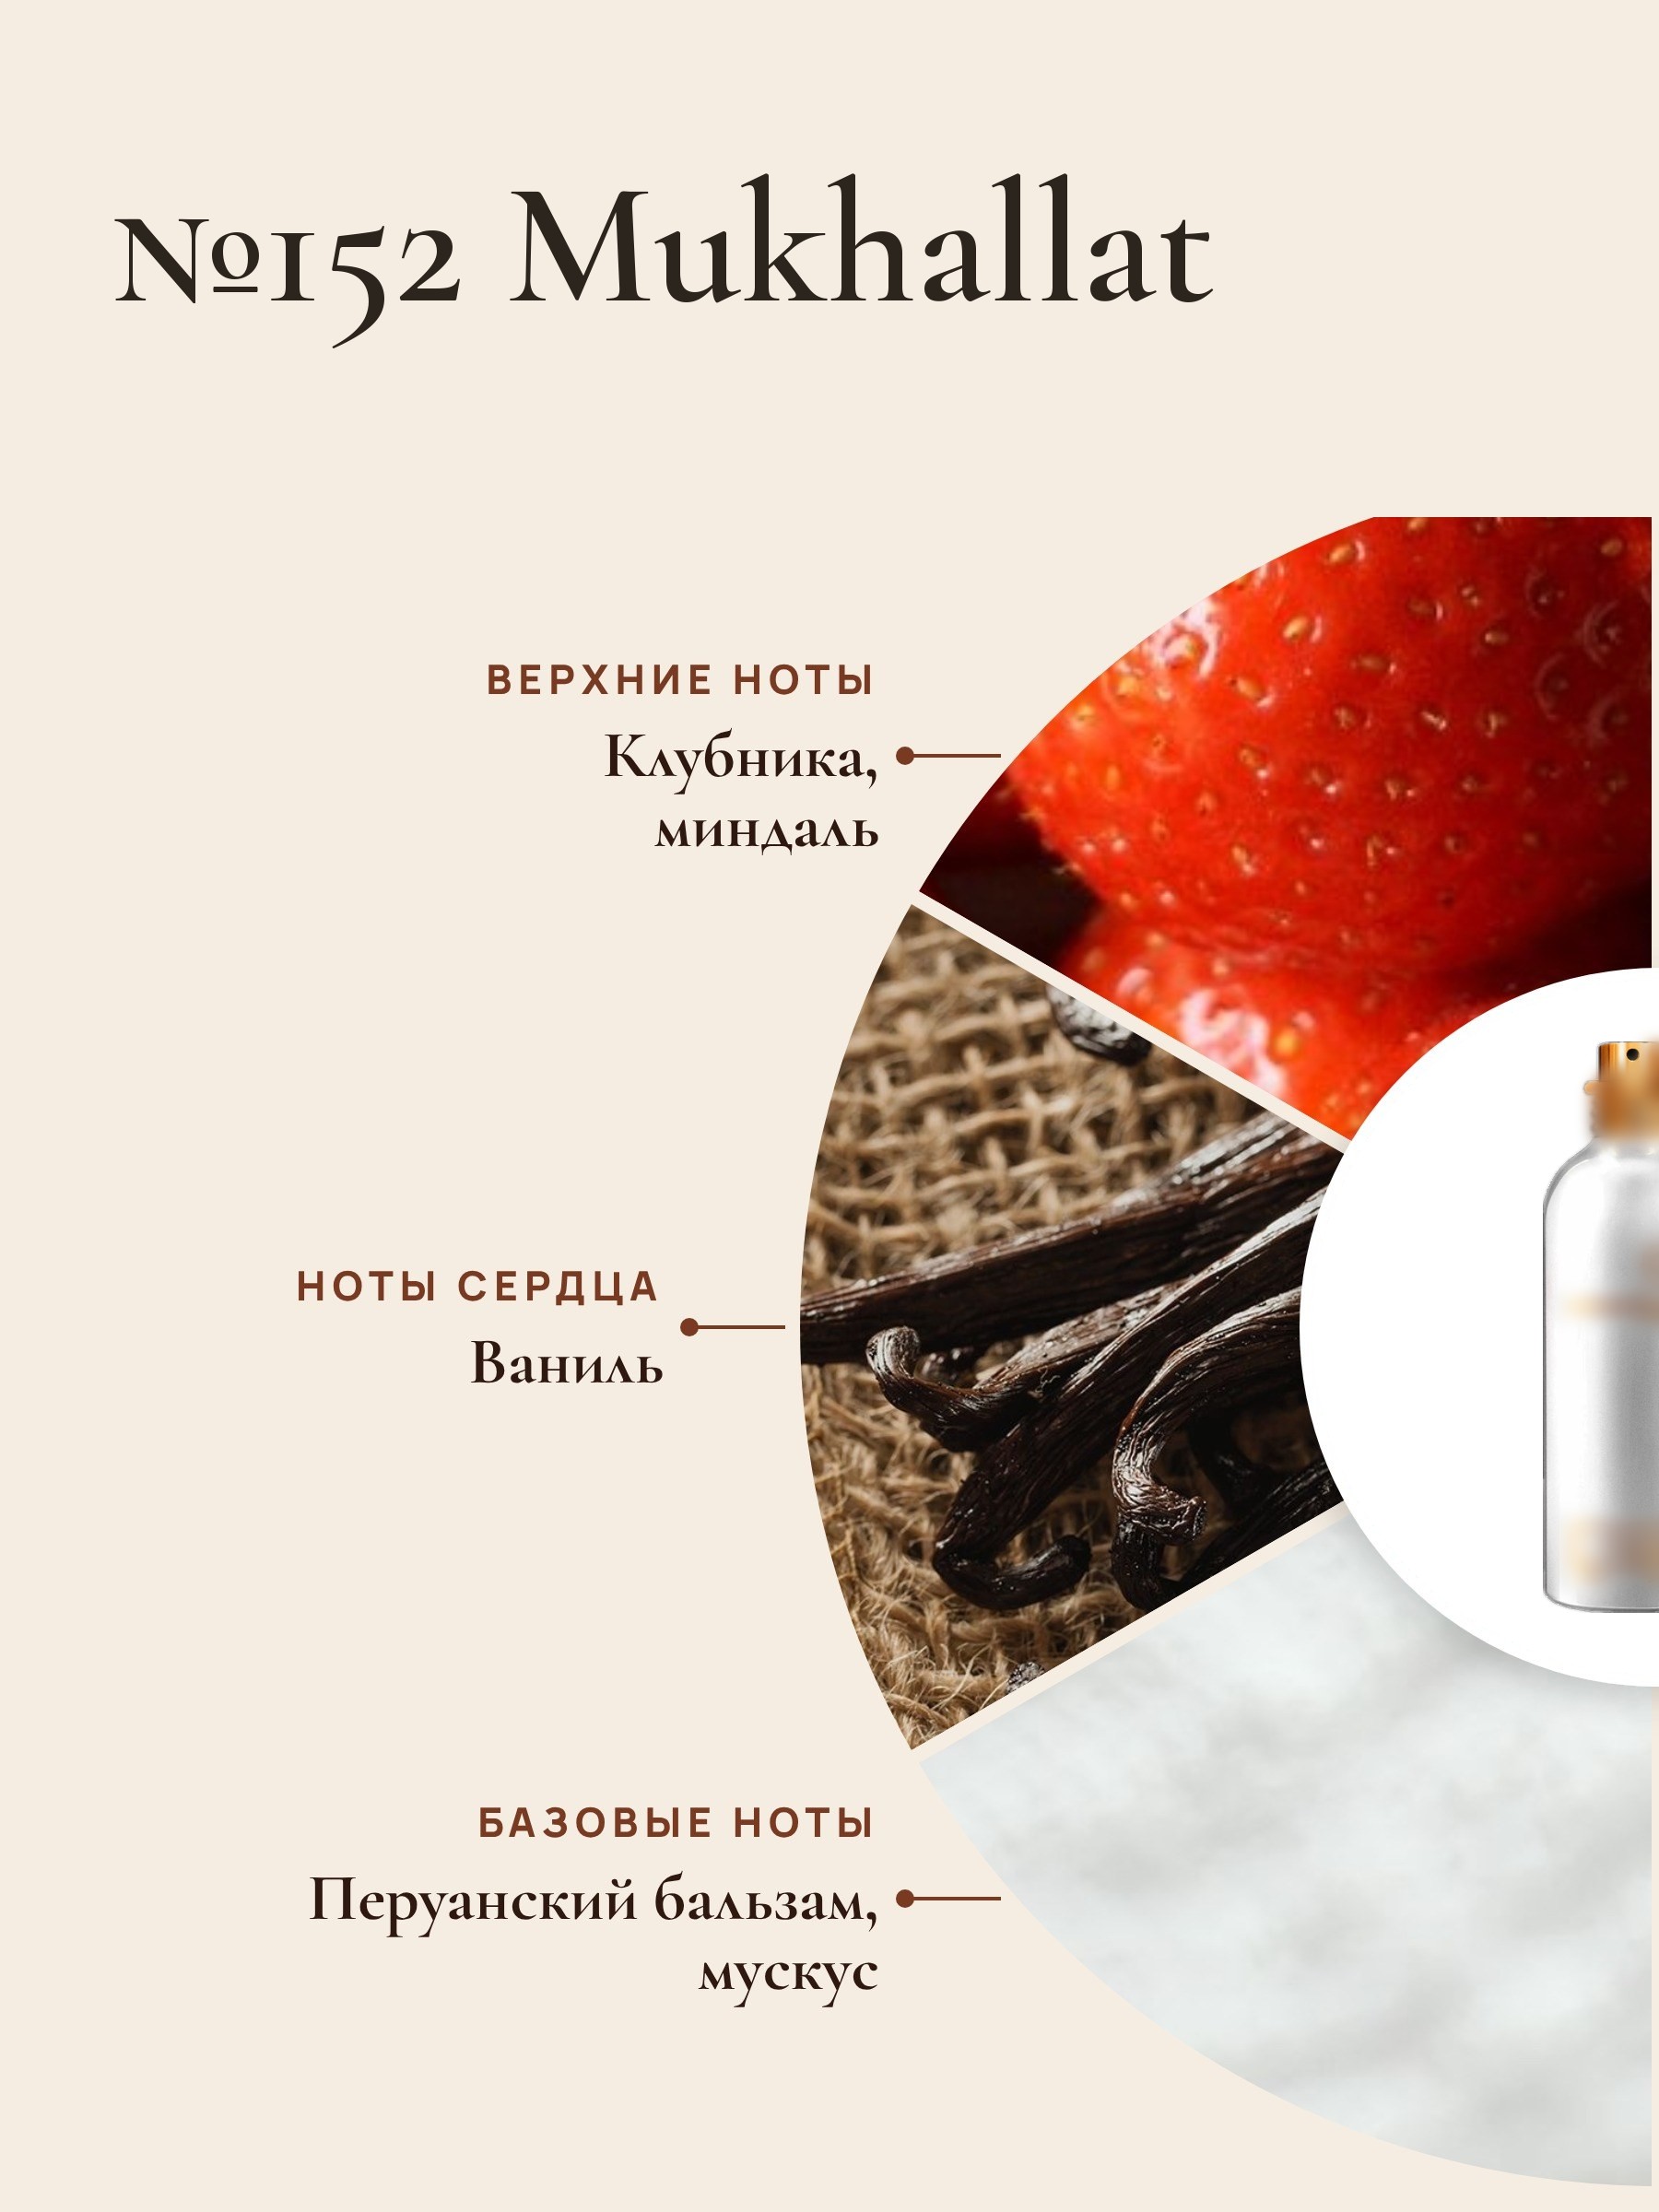 №152 Mukhallat
ВЕРХНИЕ НОТЫ
Клубника,
миндаль
НОТЫ СЕРДЦА
Ваниль
БАЗОВЫЕ НОТЫ
Перуанский бальзам,
мускус